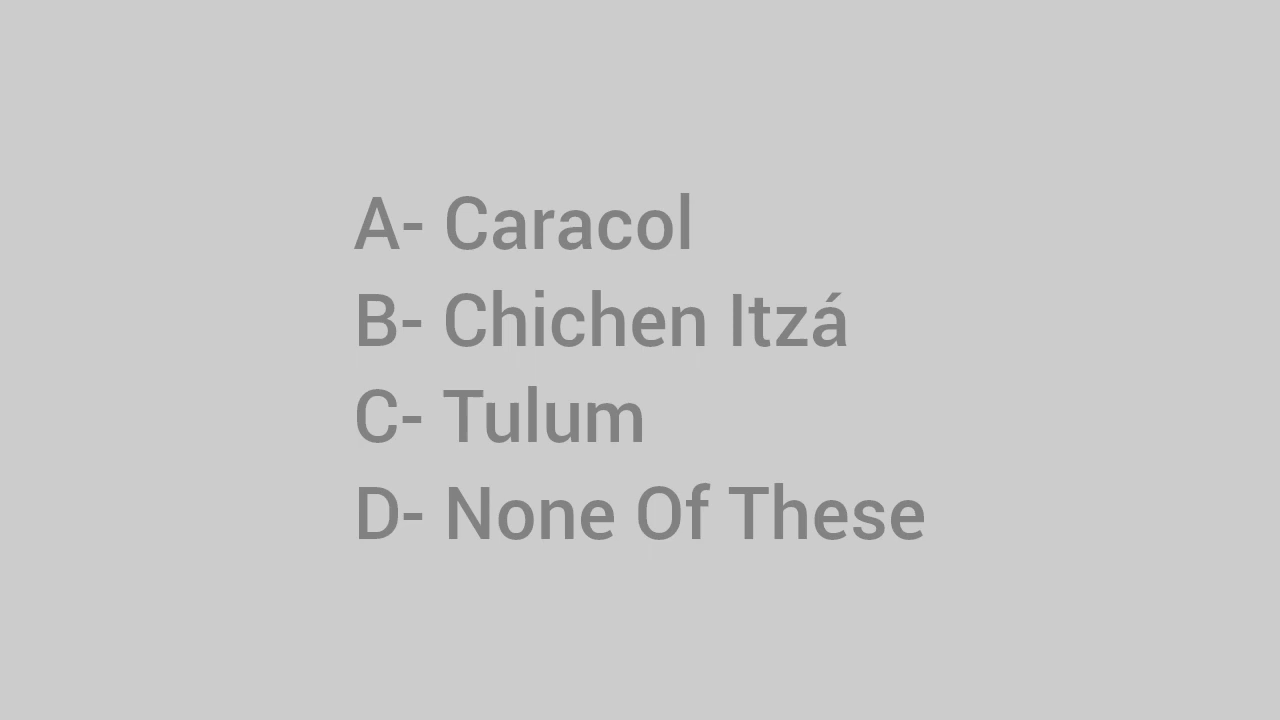 A- Caracol
B- Chichen Itzá
C- Tulum
D- None Of These